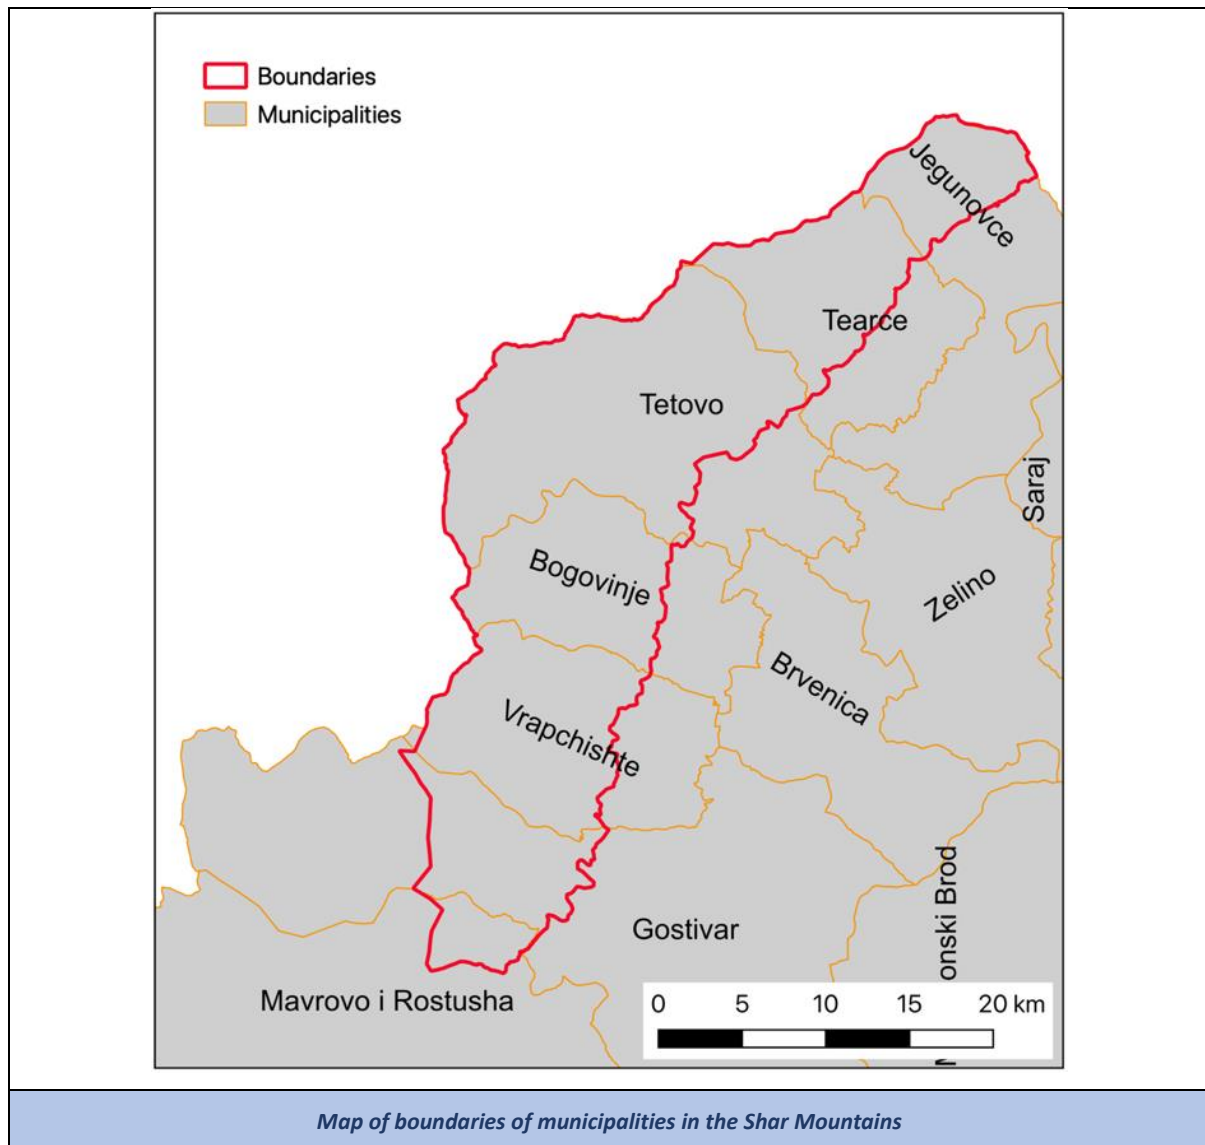 Boundaries
Municipalities
Jegunovce
Tearce
Tetovo
Saraj
Bogovinje
Zelino
Brvenica
Vrapchishte
onski Brod
Gostivar
Mavrovo i Rostusha
0 5 10 15 20 km
Map of boundaries of municipalities in the Shar Mountains